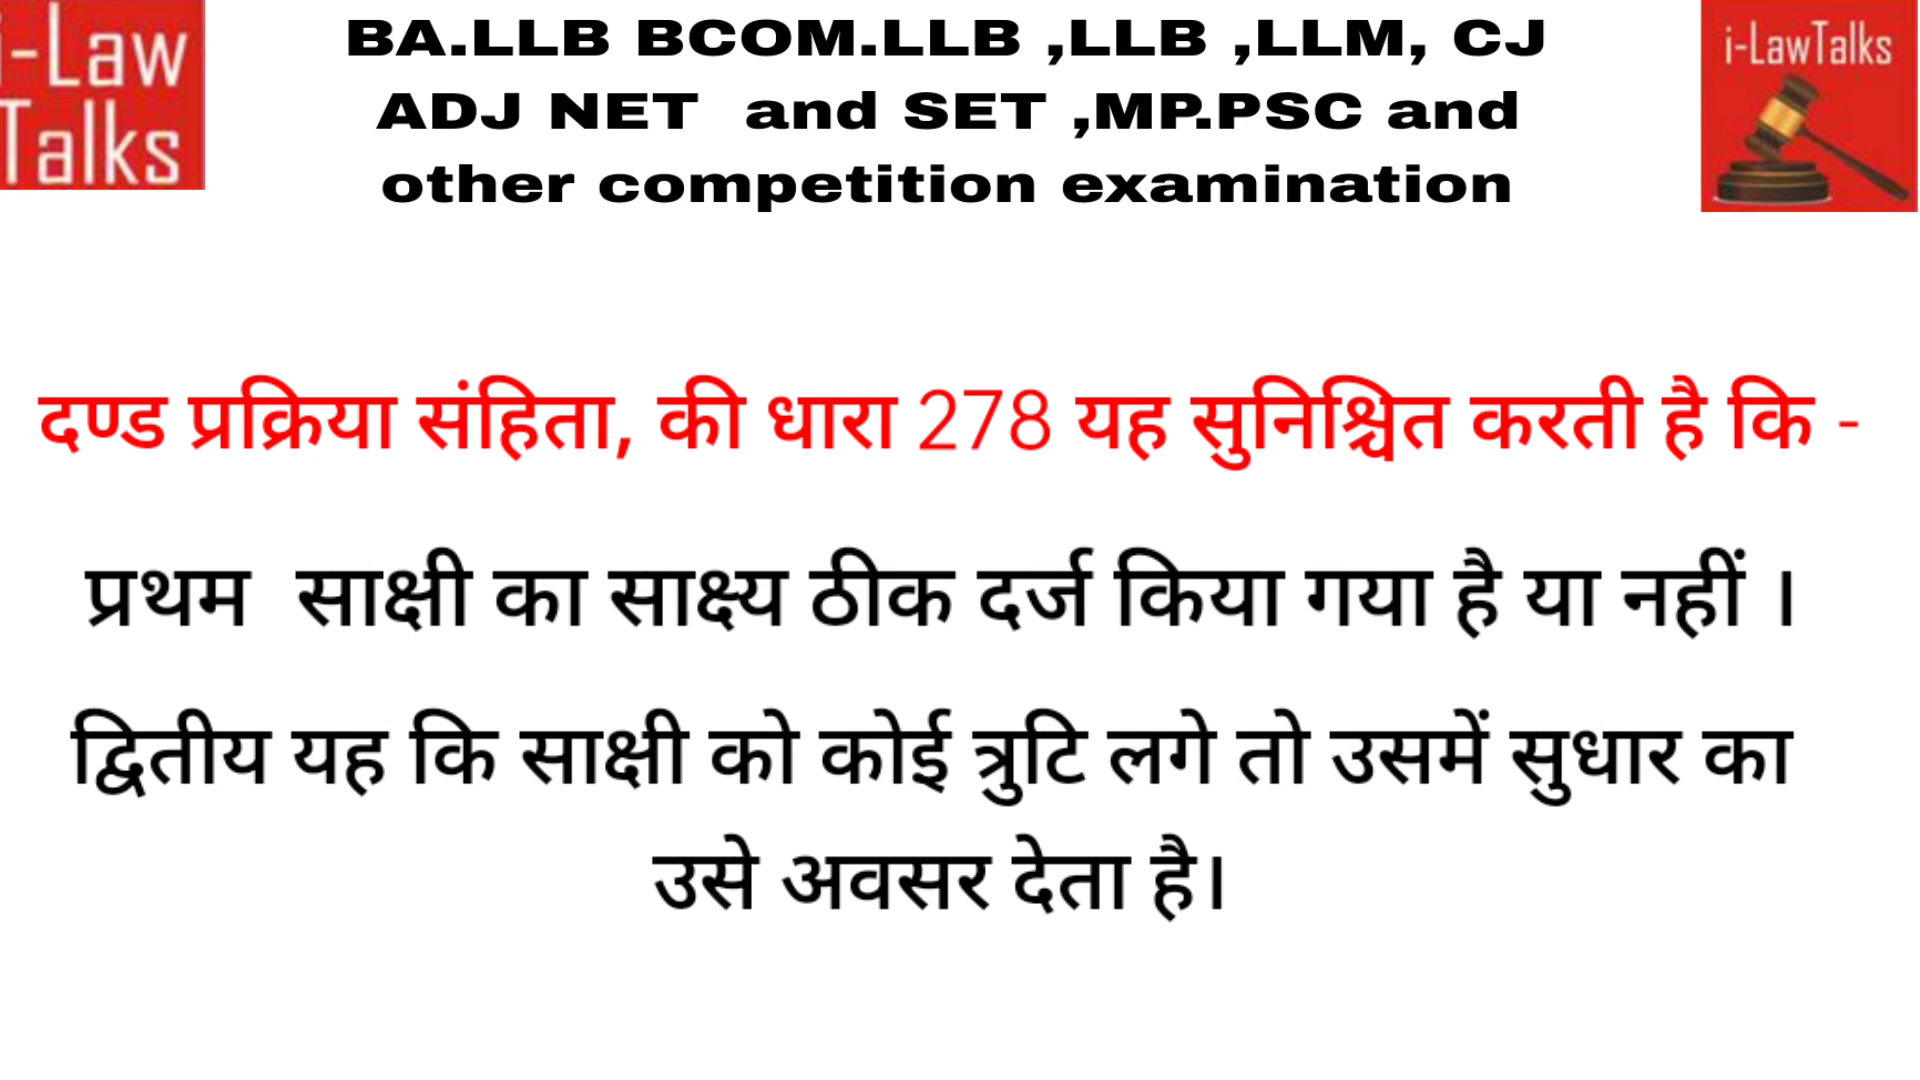 i-Law
Talks
BA.LLB BCOM.LLB ,LLB ,LLM, CJ
ADJ NET and SET ,MP.PSC and
other competition examination
i-LawTalks
दण्ड प्रक्रिया संहिता, की धारा 278 यह सुनिश्चित करती है कि -
प्रथम साक्षी का साक्ष्य ठीक दर्ज किया गया है या नहीं ।
द्वितीय यह कि साक्षी को कोई त्रुटि लगे तो उसमें सुधार का
उसे अवसर देता है।